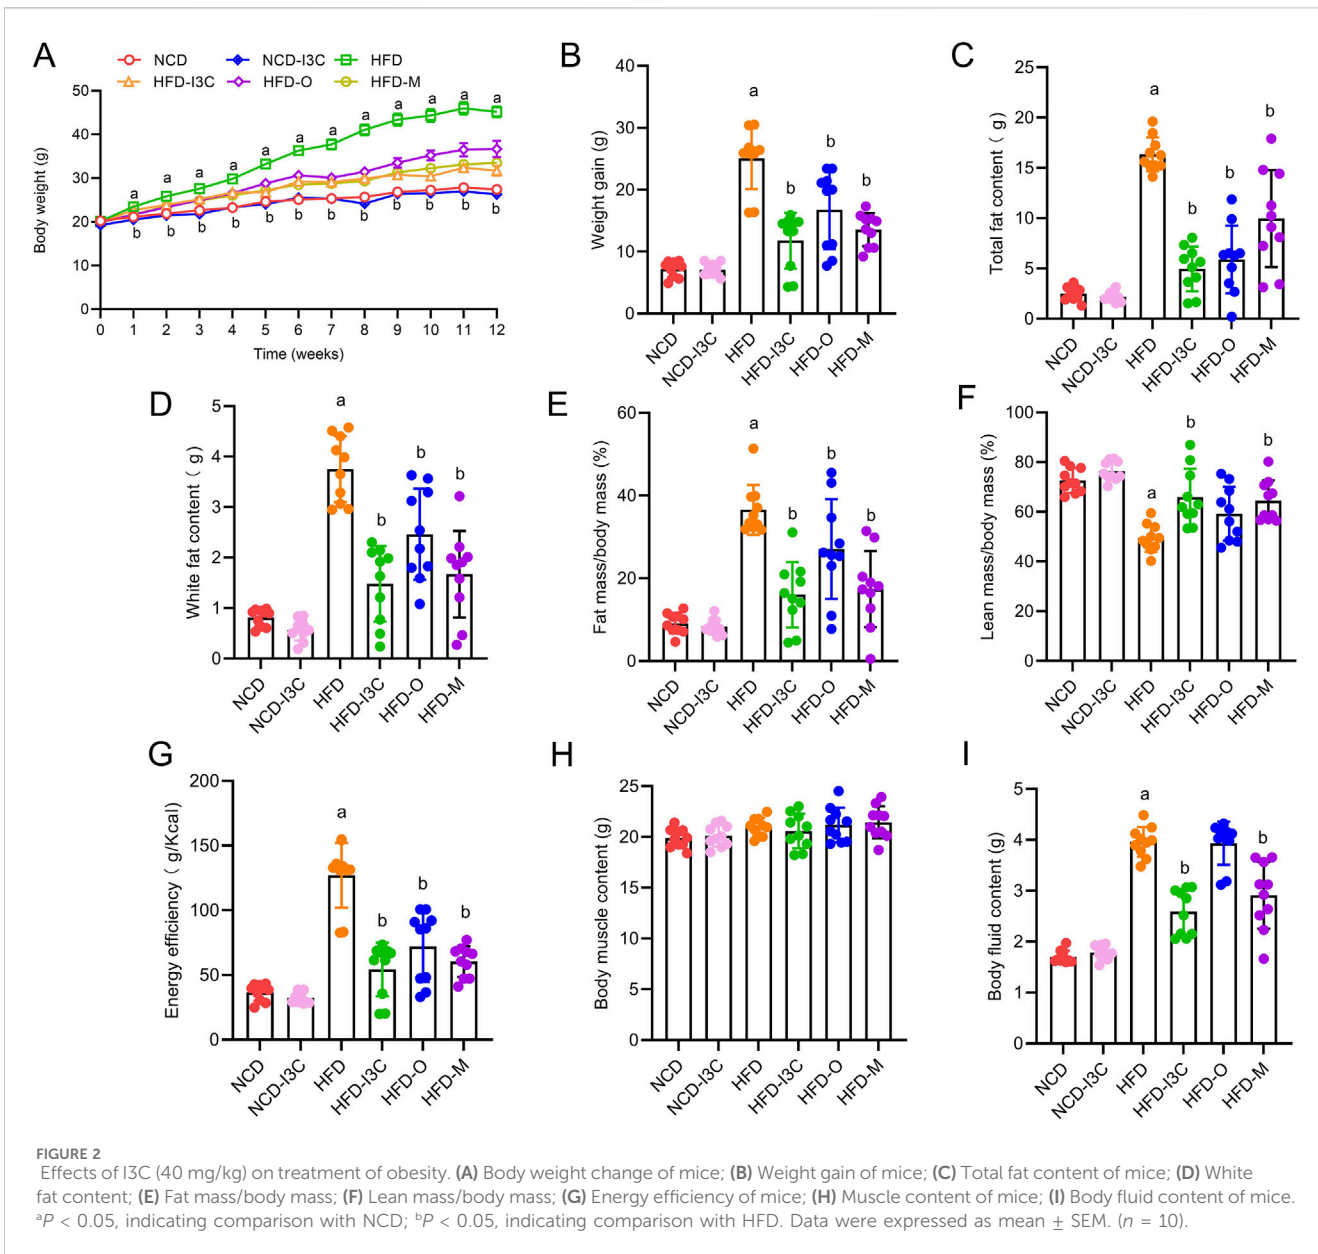 A
NCD NCD-I3C HFD
HFD-I3C HFD-O HFD-M
Body weight (g)
50
40
30
20
10
0
a a a a a a a a a a a a
b b b b b b b b b b b b
0 1 2 3 4 5 6 7 8 9 10 11 12
Time (weeks)
B
Weight gain (g)
40
30
20
10
0
a b b b
NCD NCD-I3C HFD HFD-I3C HFD-O HFD-M
C
Total fat content ( g)
25
20
15
10
5
0
a b b b
NCD NCD-I3C HFD HFD-I3C HFD-O HFD-M
D
White fat content ( g)
5
4
3
2
1
0
a b b b
NCD NCD-I3C HFD HFD-I3C HFD-O HFD-M
E
Fat mass/body mass (%)
60
40
20
0
a b b b
NCD NCD-I3C HFD HFD-I3C HFD-O HFD-M
F
Lean mass/body mass (%)
100
80
60
40
20
0
a b b
NCD NCD-I3C HFD HFD-I3C HFD-O HFD-M
G
Energy efficiency ( g/Kcal)
200
150
100
50
0
a b b b
NCD NCD-I3C HFD HFD-I3C HFD-O HFD-M
H
Body muscle content (g)
25
20
15
10
5
0
NCD NCD-I3C HFD HFD-I3C HFD-O HFD-M
I
Body fluid content (g)
5
4
3
2
1
0
a b b
NCD NCD-I3C HFD HFD-I3C HFD-O HFD-M
FIGURE 2
Effects of I3C (40 mg/kg) on treatment of obesity. (A) Body weight change of mice; (B) Weight gain of mice; (C) Total fat content of mice; (D) White
fat content; (E) Fat mass/body mass; (F) Lean mass/body mass; (G) Energy efficiency of mice; (H) Muscle content of mice; (I) Body fluid content of mice.
ᵃP < 0.05, indicating comparison with NCD; ᵇP < 0.05, indicating comparison with HFD. Data were expressed as mean ± SEM. (n = 10).